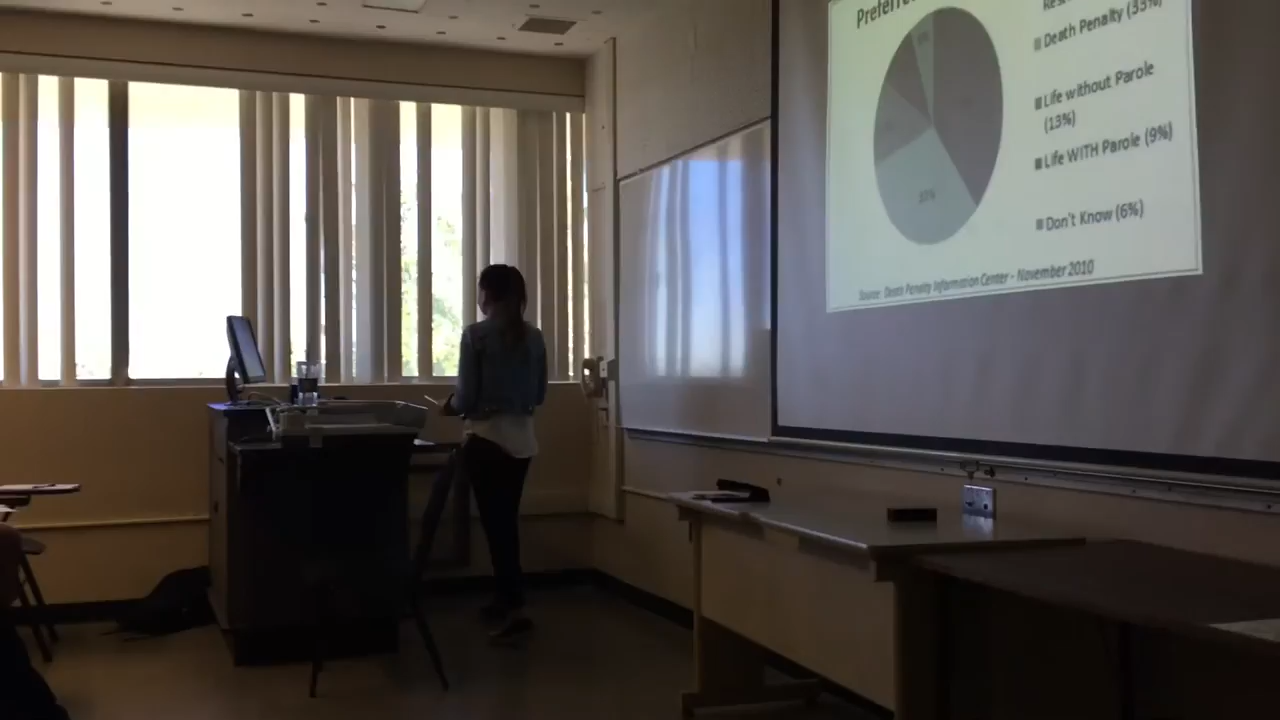 Preferre
Death Penalty (33%)
Life without Parole
(13%)
Life WITH Parole (9%)
Don't Know (6%)
33%
Source: Death Penalty Information Center - November 2010